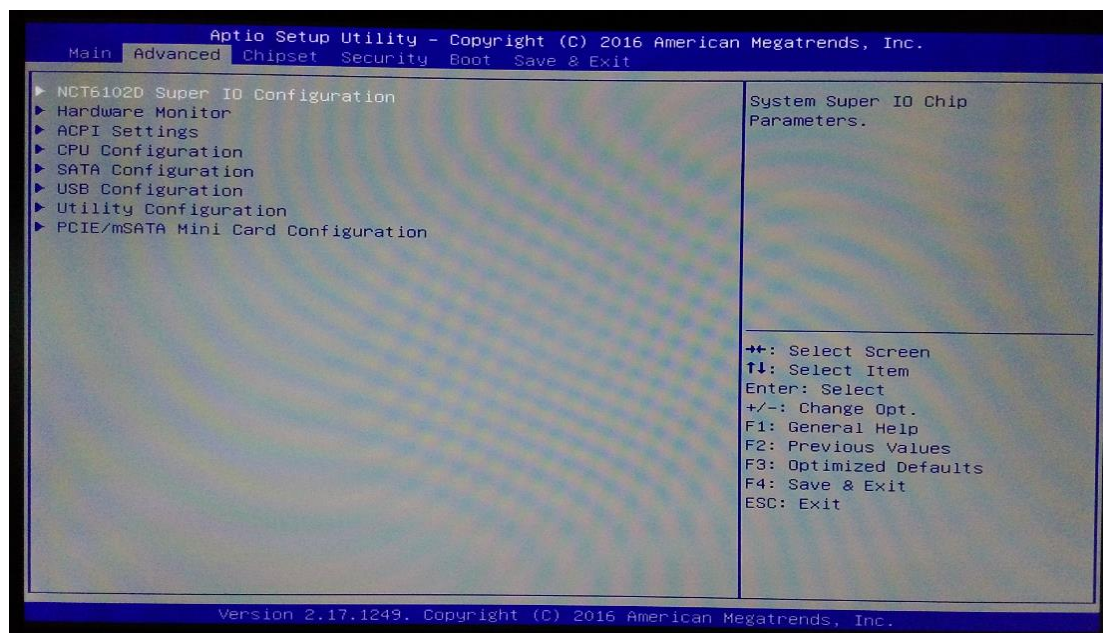 Aptio Setup Utility – Copyright (C) 2016 American Megatrends, Inc.
Main Advanced Chipset Security Boot Save & Exit
► NCT6102D Super IO Configuration
► Hardware Monitor
► ACPI Settings
► CPU Configuration
► SATA Configuration
► USB Configuration
► Utility Configuration
► PCIE/mSATA Mini Card Configuration
System Super IO Chip
Parameters.
→←: Select Screen
↑↓: Select Item
Enter: Select
+/-: Change Opt.
F1: General Help
F2: Previous Values
F3: Optimized Defaults
F4: Save & Exit
ESC: Exit
Version 2.17.1249. Copyright (C) 2016 American Megatrends, Inc.